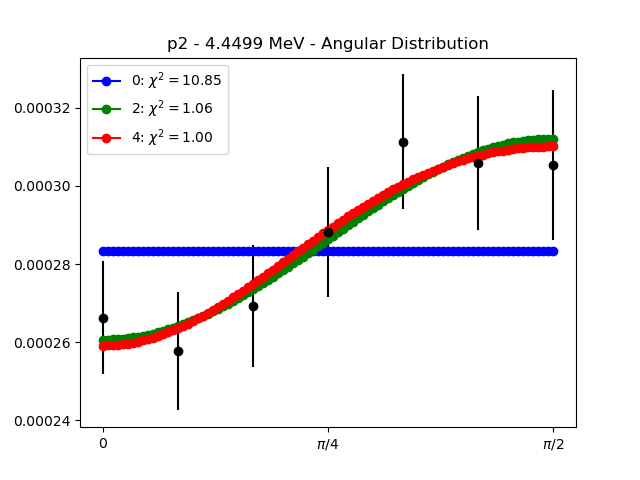 p2 - 4.4499 MeV - Angular Distribution
0: χ² = 10.85
2: χ² = 1.06
4: χ² = 1.00
0.00032
0.00030
0.00028
0.00026
0.00024
0
π/4
π/2